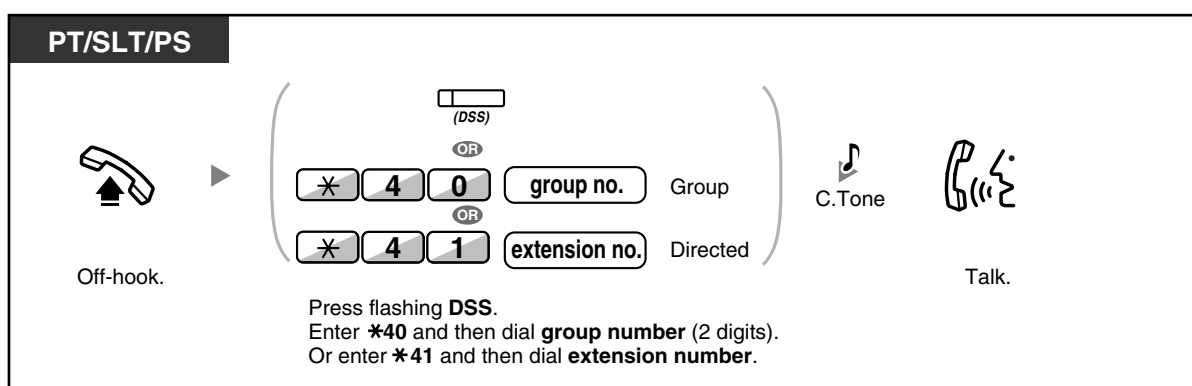 PT/SLT/PS
(DSS)
OR
* 4 0 group no. Group
OR
* 4 1 extension no. Directed
C.Tone
Off-hook.
Talk.
Press flashing DSS.
Enter *40 and then dial group number (2 digits).
Or enter *41 and then dial extension number.